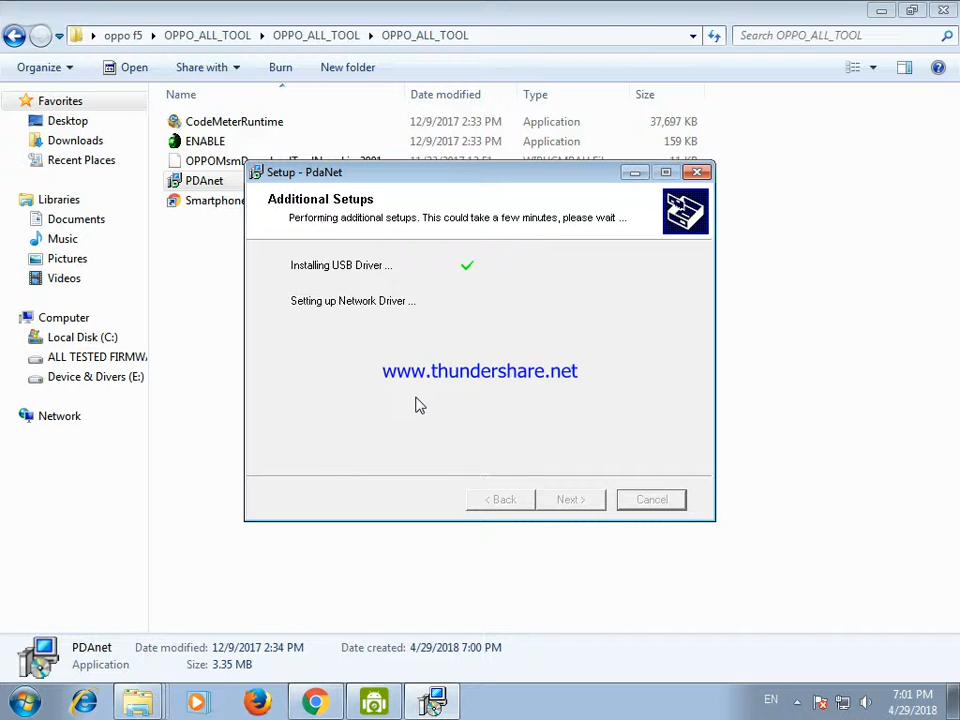 oppo f5 OPPO_ALL_TOOL OPPO_ALL_TOOL OPPO_ALL_TOOL
Search OPPO_ALL_TOOL
Organize Open Share with Burn New folder
Favorites
Desktop
Downloads
Recent Places
Libraries
Documents
Music
Pictures
Videos
Computer
Local Disk (C:)
ALL TESTED FIRMWA
Device & Divers (E:)
Network
Name Date modified Type Size
CodeMeterRuntime 12/9/2017 2:33 PM Application 37,697 KB
ENABLE 12/9/2017 2:33 PM Application 159 KB
PDAnet
Smartphone
Setup - PdaNet
Additional Setups
Performing additional setups. This could take a few minutes, please wait ...
Installing USB Driver ...
Setting up Network Driver ...
www.thundershare.net
< Back Next > Cancel
PDAnet Date modified: 12/9/2017 2:34 PM Date created: 4/29/2018 7:00 PM
Application Size: 3.35 MB
EN
7:01 PM
4/29/2018